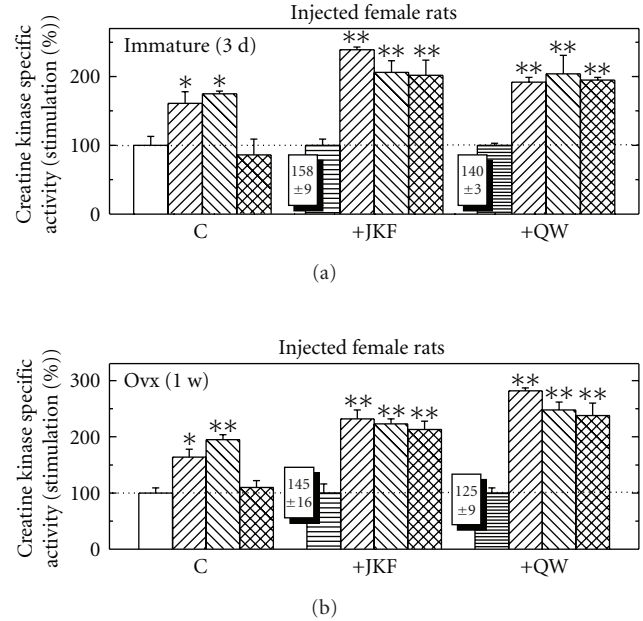 Injected female rats
Creatine kinase specific
activity (stimulation (%))
Immature (3 d)
200
100
0
* *
** ** **
** ** **
158
±9
140
±3
C +JKF +QW
(a)
Injected female rats
Creatine kinase specific
activity (stimulation (%))
Ovx (1 w)
300
200
100
0
* **
** ** **
** ** **
145
±16
125
±9
C +JKF +QW
(b)